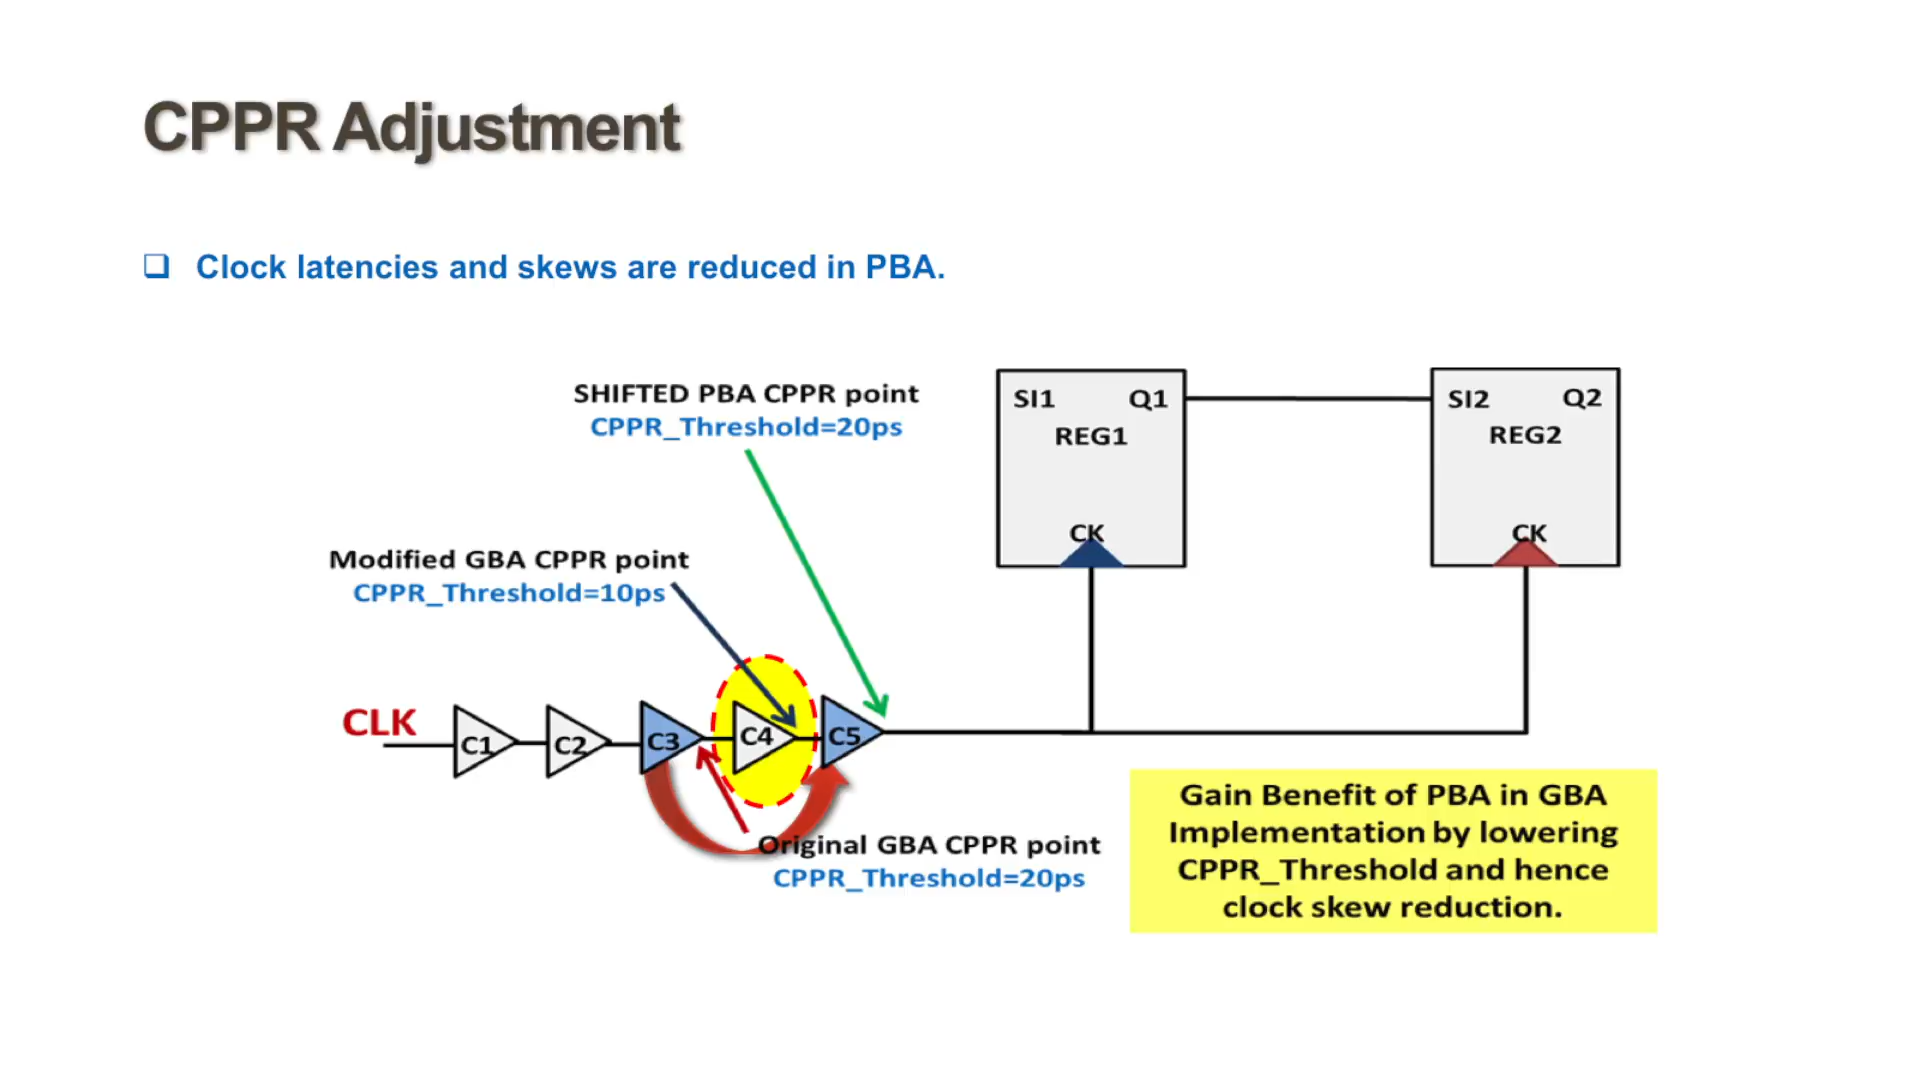 CPPR Adjustment
❑ Clock latencies and skews are reduced in PBA.
SHIFTED PBA CPPR point
CPPR_Threshold=20ps
Modified GBA CPPR point
CPPR_Threshold=10ps
SI1 Q1
REG1
CK
SI2 Q2
REG2
CK
CLK
C1 C2 C3 C4 C5
Original GBA CPPR point
CPPR_Threshold=20ps
Gain Benefit of PBA in GBA
Implementation by lowering
CPPR_Threshold and hence
clock skew reduction.